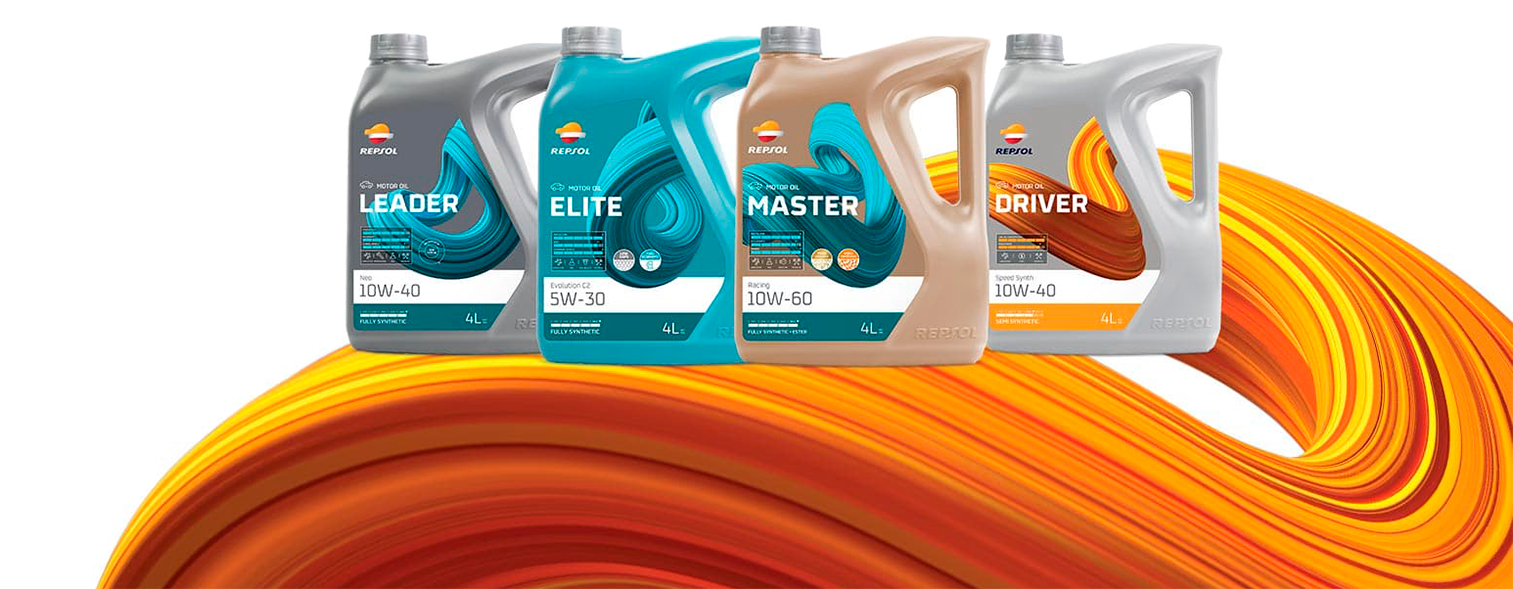 REPSOL
MOTOR OIL
LEADER
Neo
10W-40
FULLY SYNTHETIC
4L
REPSOL
MOTOR OIL
ELITE
Evolution C2
5W-30
FULLY SYNTHETIC
4L
REPSOL
MOTOR OIL
MASTER
Racing
10W-60
FULLY SYNTHETIC+ESTER
4L
REPSOL
REPSOL
MOTOR OIL
DRIVER
Speed Synth
10W-40
SEMI SYNTHETIC
4L
REPSOL